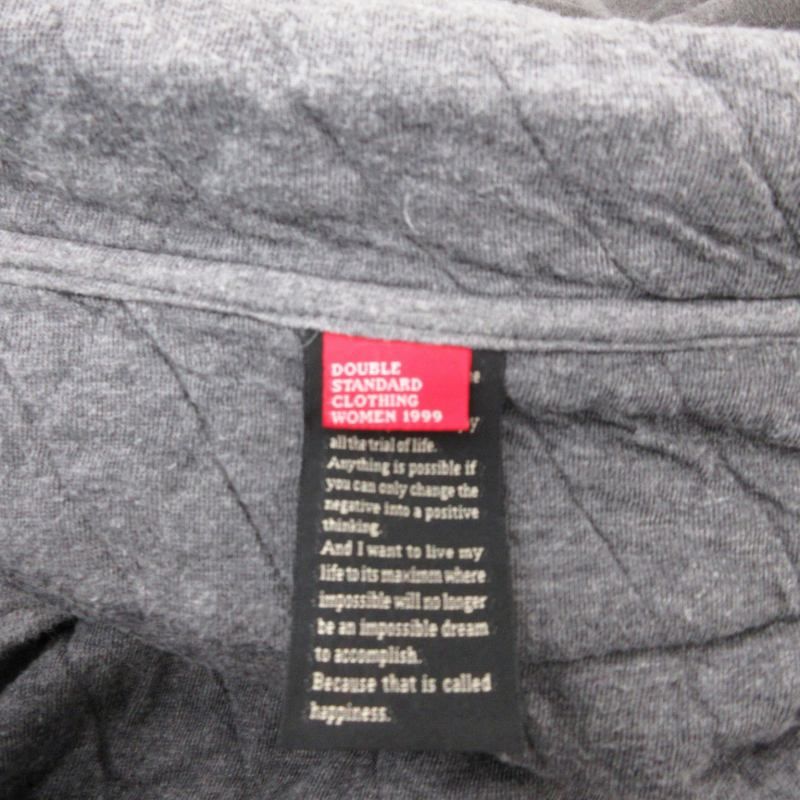 DOUBLE
STANDARD
CLOTHING
WOMEN 1999
all the trial of life.
Anything is possible if
you can only change the
negative into a positive
thinking.
And I want to live my
life to its maximm where
impossible will no longer
be an impossible dream
to accomplish.
Because that is called
happiness.